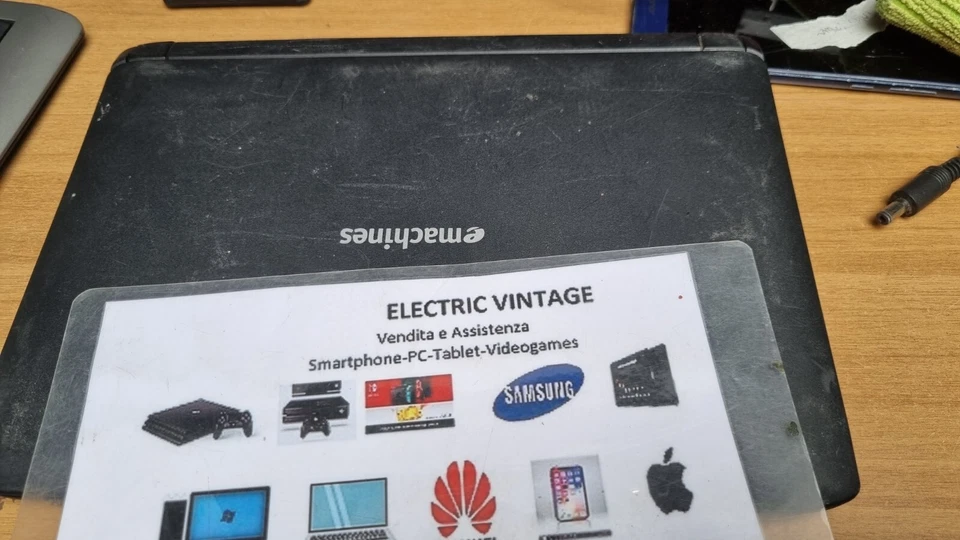 emachines
ELECTRIC VINTAGE
Vendita e Assistenza
Smartphone-PC-Tablet-Videogames
SAMSUNG